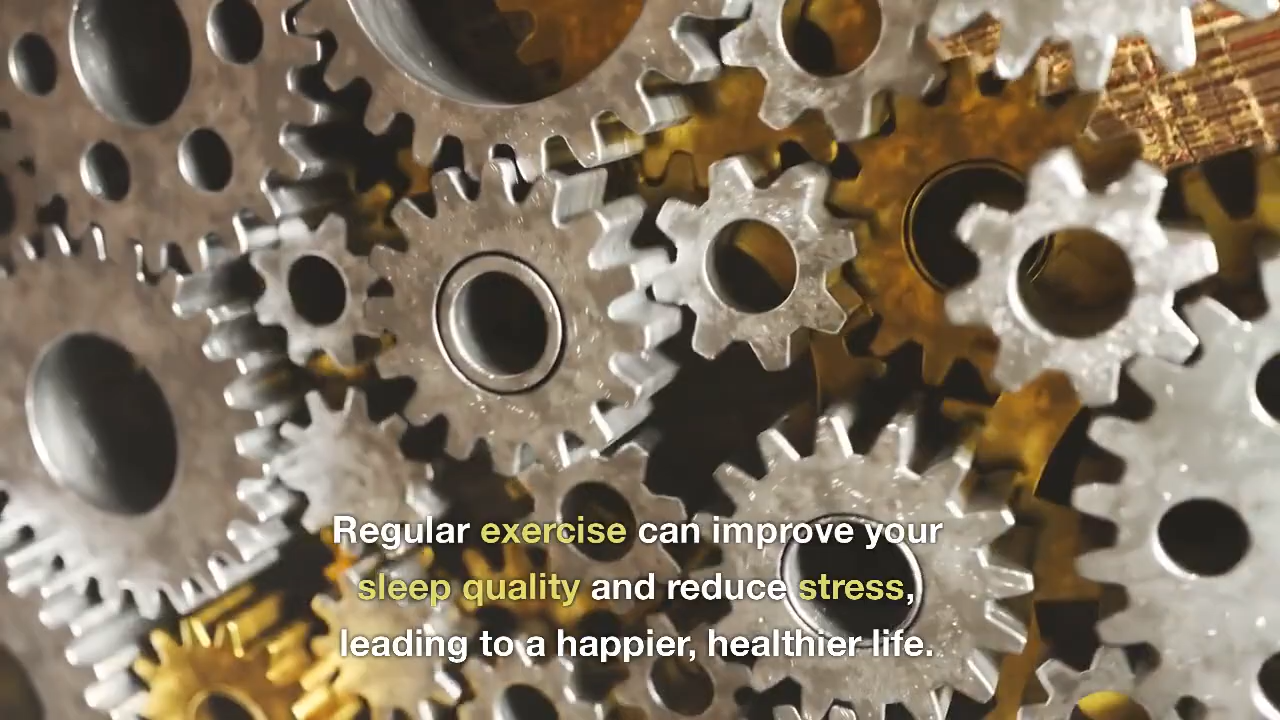 Regular exercise can improve your
sleep quality and reduce stress,
leading to a happier, healthier life.